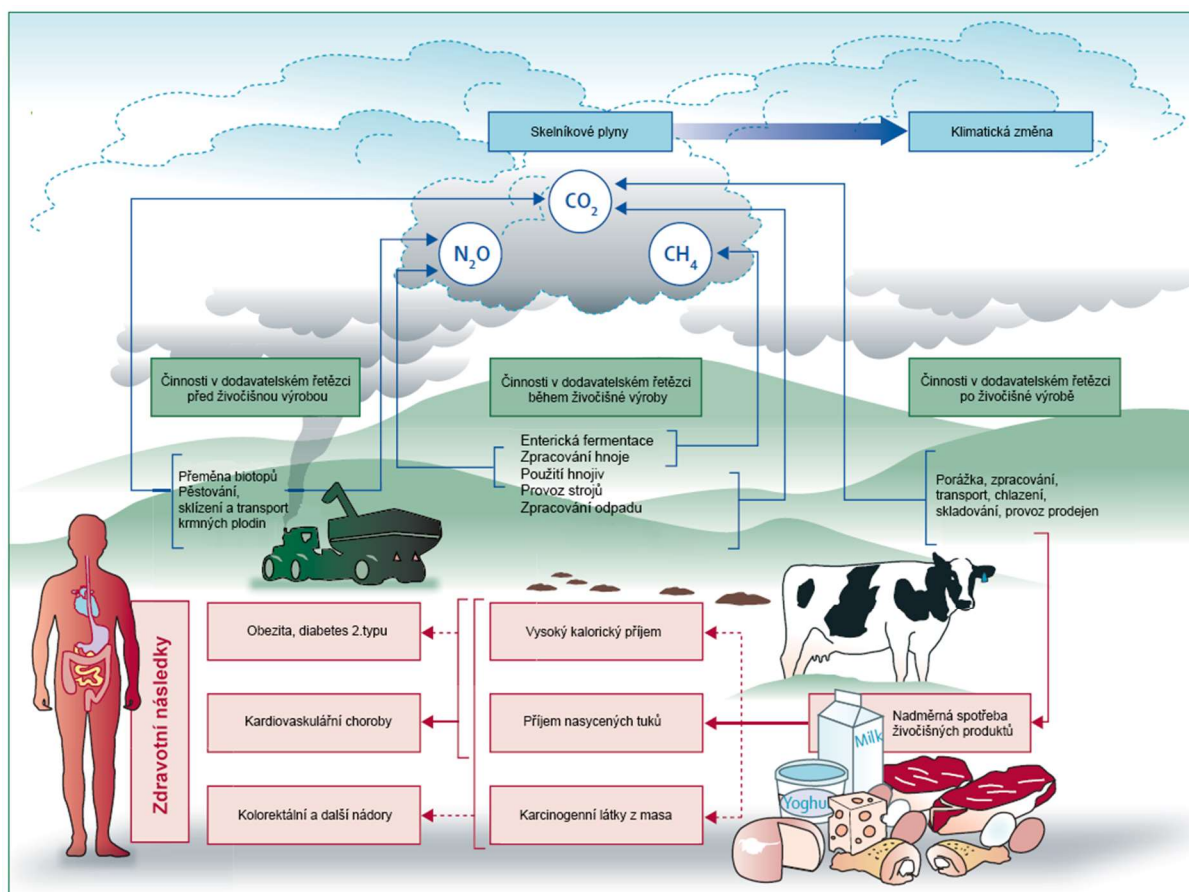 Skelníkové plyny
Klimatická změna
CO₂
N₂O
CH₄
Činnosti v dodavatelském řetězci
před živočišnou výrobou
Činnosti v dodavatelském řetězci
během živočišné výroby
Činnosti v dodavatelském řetězci
po živočišné výrobě
Přeměna biotopů
Pěstování,
sklízení a transport
krmných plodin
Enterická fermentace
Zpracování hnoje
Použití hnojiv
Provoz strojů
Zpracování odpadu
Porážka, zpracování,
transport, chlazení,
skladování, provoz prodejen
Zdravotní následky
Obezita, diabetes 2.typu
Vysoký kalorický příjem
Kardiovaskulářní choroby
Příjem nasycených tuků
Nadměrná spotřeba
živočišných produktů
Kolorektální a další nádory
Karcinogenní látky z masa
Milk
Yoghu